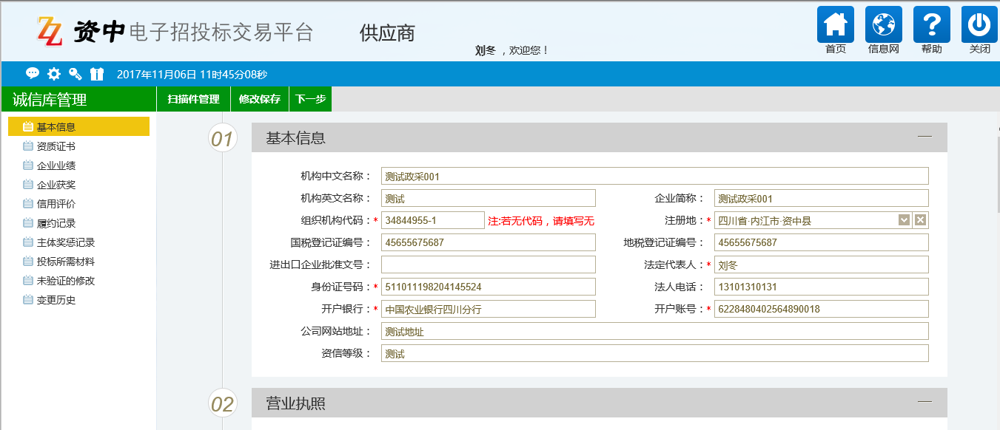 资中电子招投标交易平台 供应商
刘冬 ，欢迎您！
首页 信息网 帮助 关闭
2017年11月06日 11时45分08秒
诚信库管理 扫描件管理 修改保存 下一步
基本信息
资质证书
企业业绩
企业获奖
信用评价
履约记录
主体奖惩记录
投标所需材料
未验证的修改
变更历史
01 基本信息
机构中文名称： 测试政采001
机构英文名称： 测试 企业简称： 测试政采001
组织机构代码：* 34844955-1 注:若无代码，请填写无 注册地：* 四川省·内江市·资中县
国税登记证编号： 45655675687 地税登记证编号： 45655675687
进出口企业批准文号： 法定代表人：* 刘冬
身份证号码：* 511011198204145524 法人电话： 13101310131
开户银行：* 中国农业银行四川分行 开户账号：* 6228480402564890018
公司网站地址： 测试地址
资信等级： 测试
02 营业执照